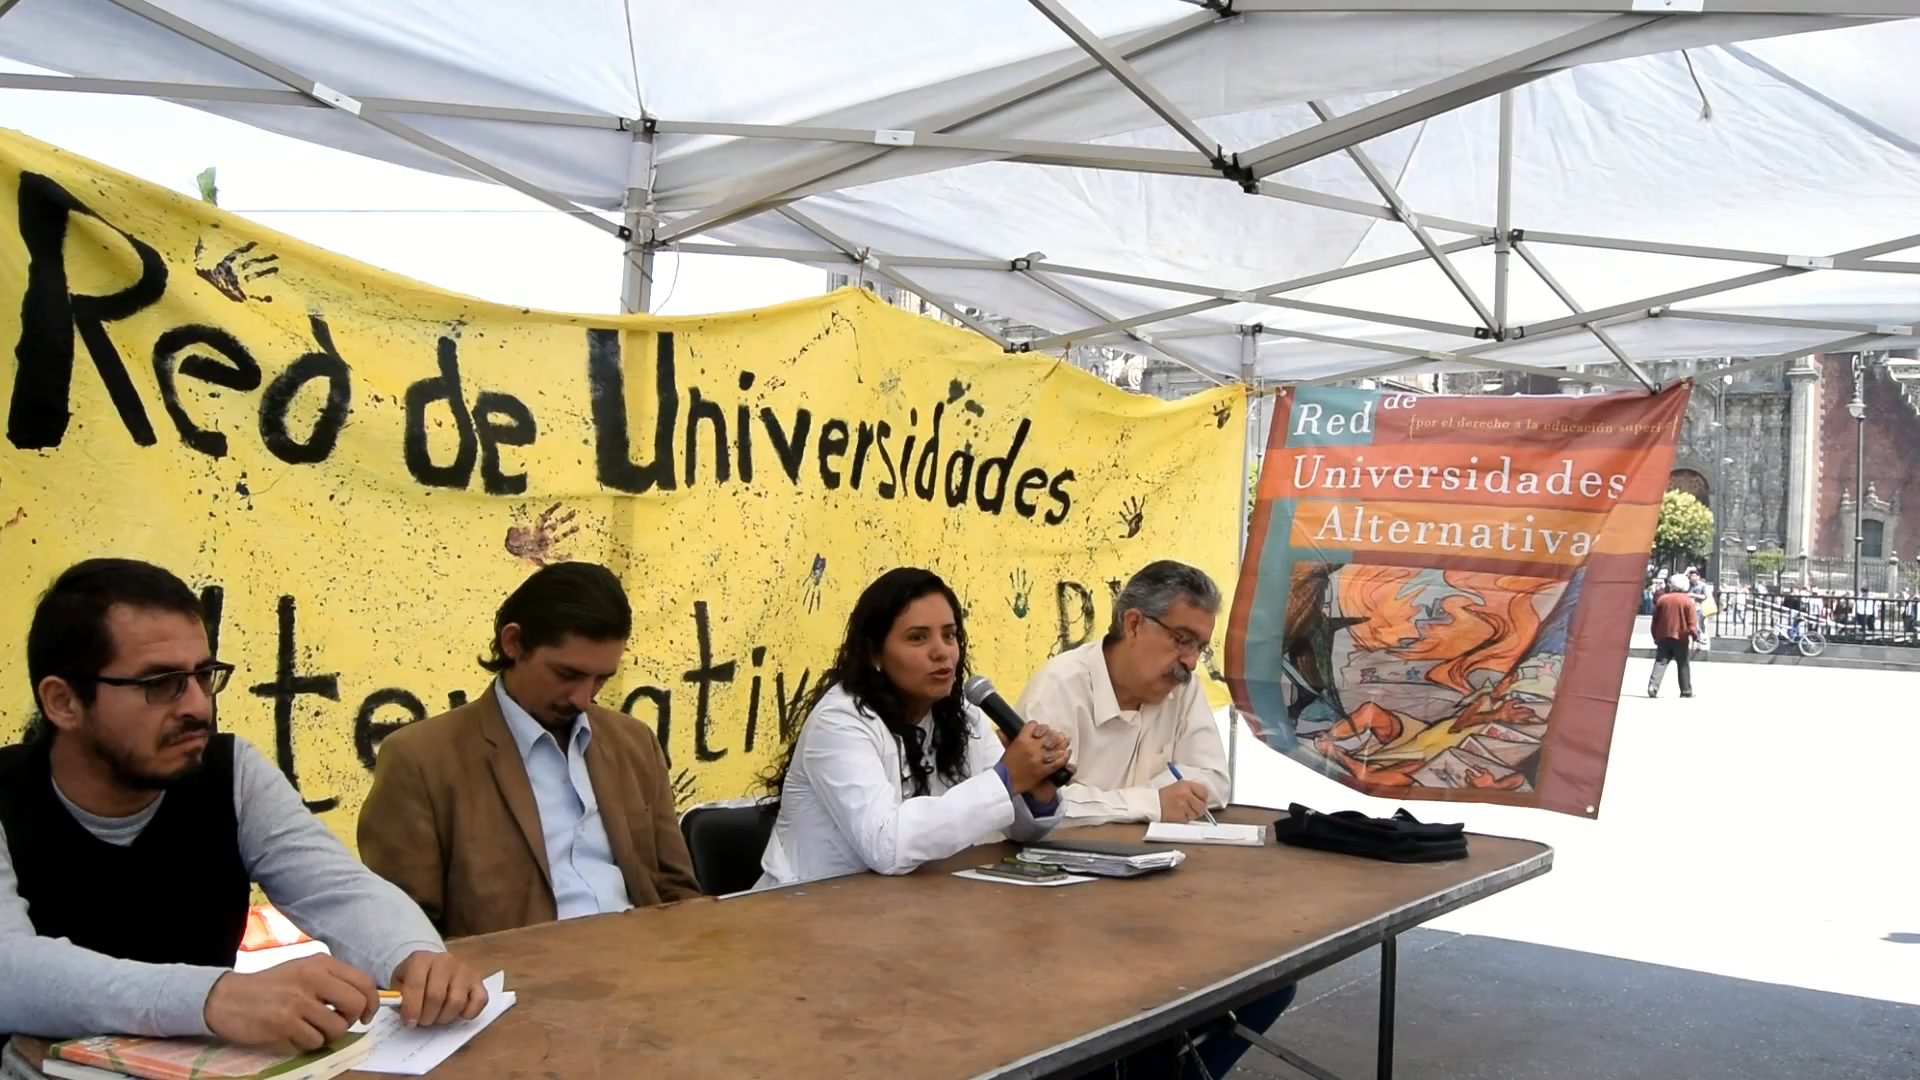 Red de Universidades
Red de
{por el derecho a la educación superi
Universidades
Alternativa